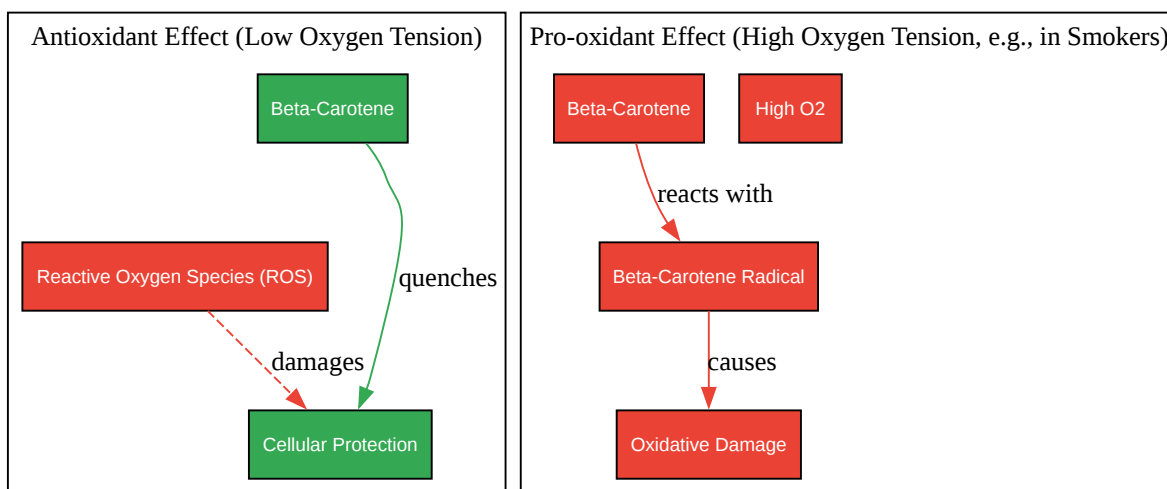 Antioxidant Effect (Low Oxygen Tension)
Beta-Carotene
Reactive Oxygen Species (ROS)
quenches
damages
Cellular Protection
Pro-oxidant Effect (High Oxygen Tension, e.g., in Smokers)
Beta-Carotene
High O2
reacts with
Beta-Carotene Radical
causes
Oxidative Damage